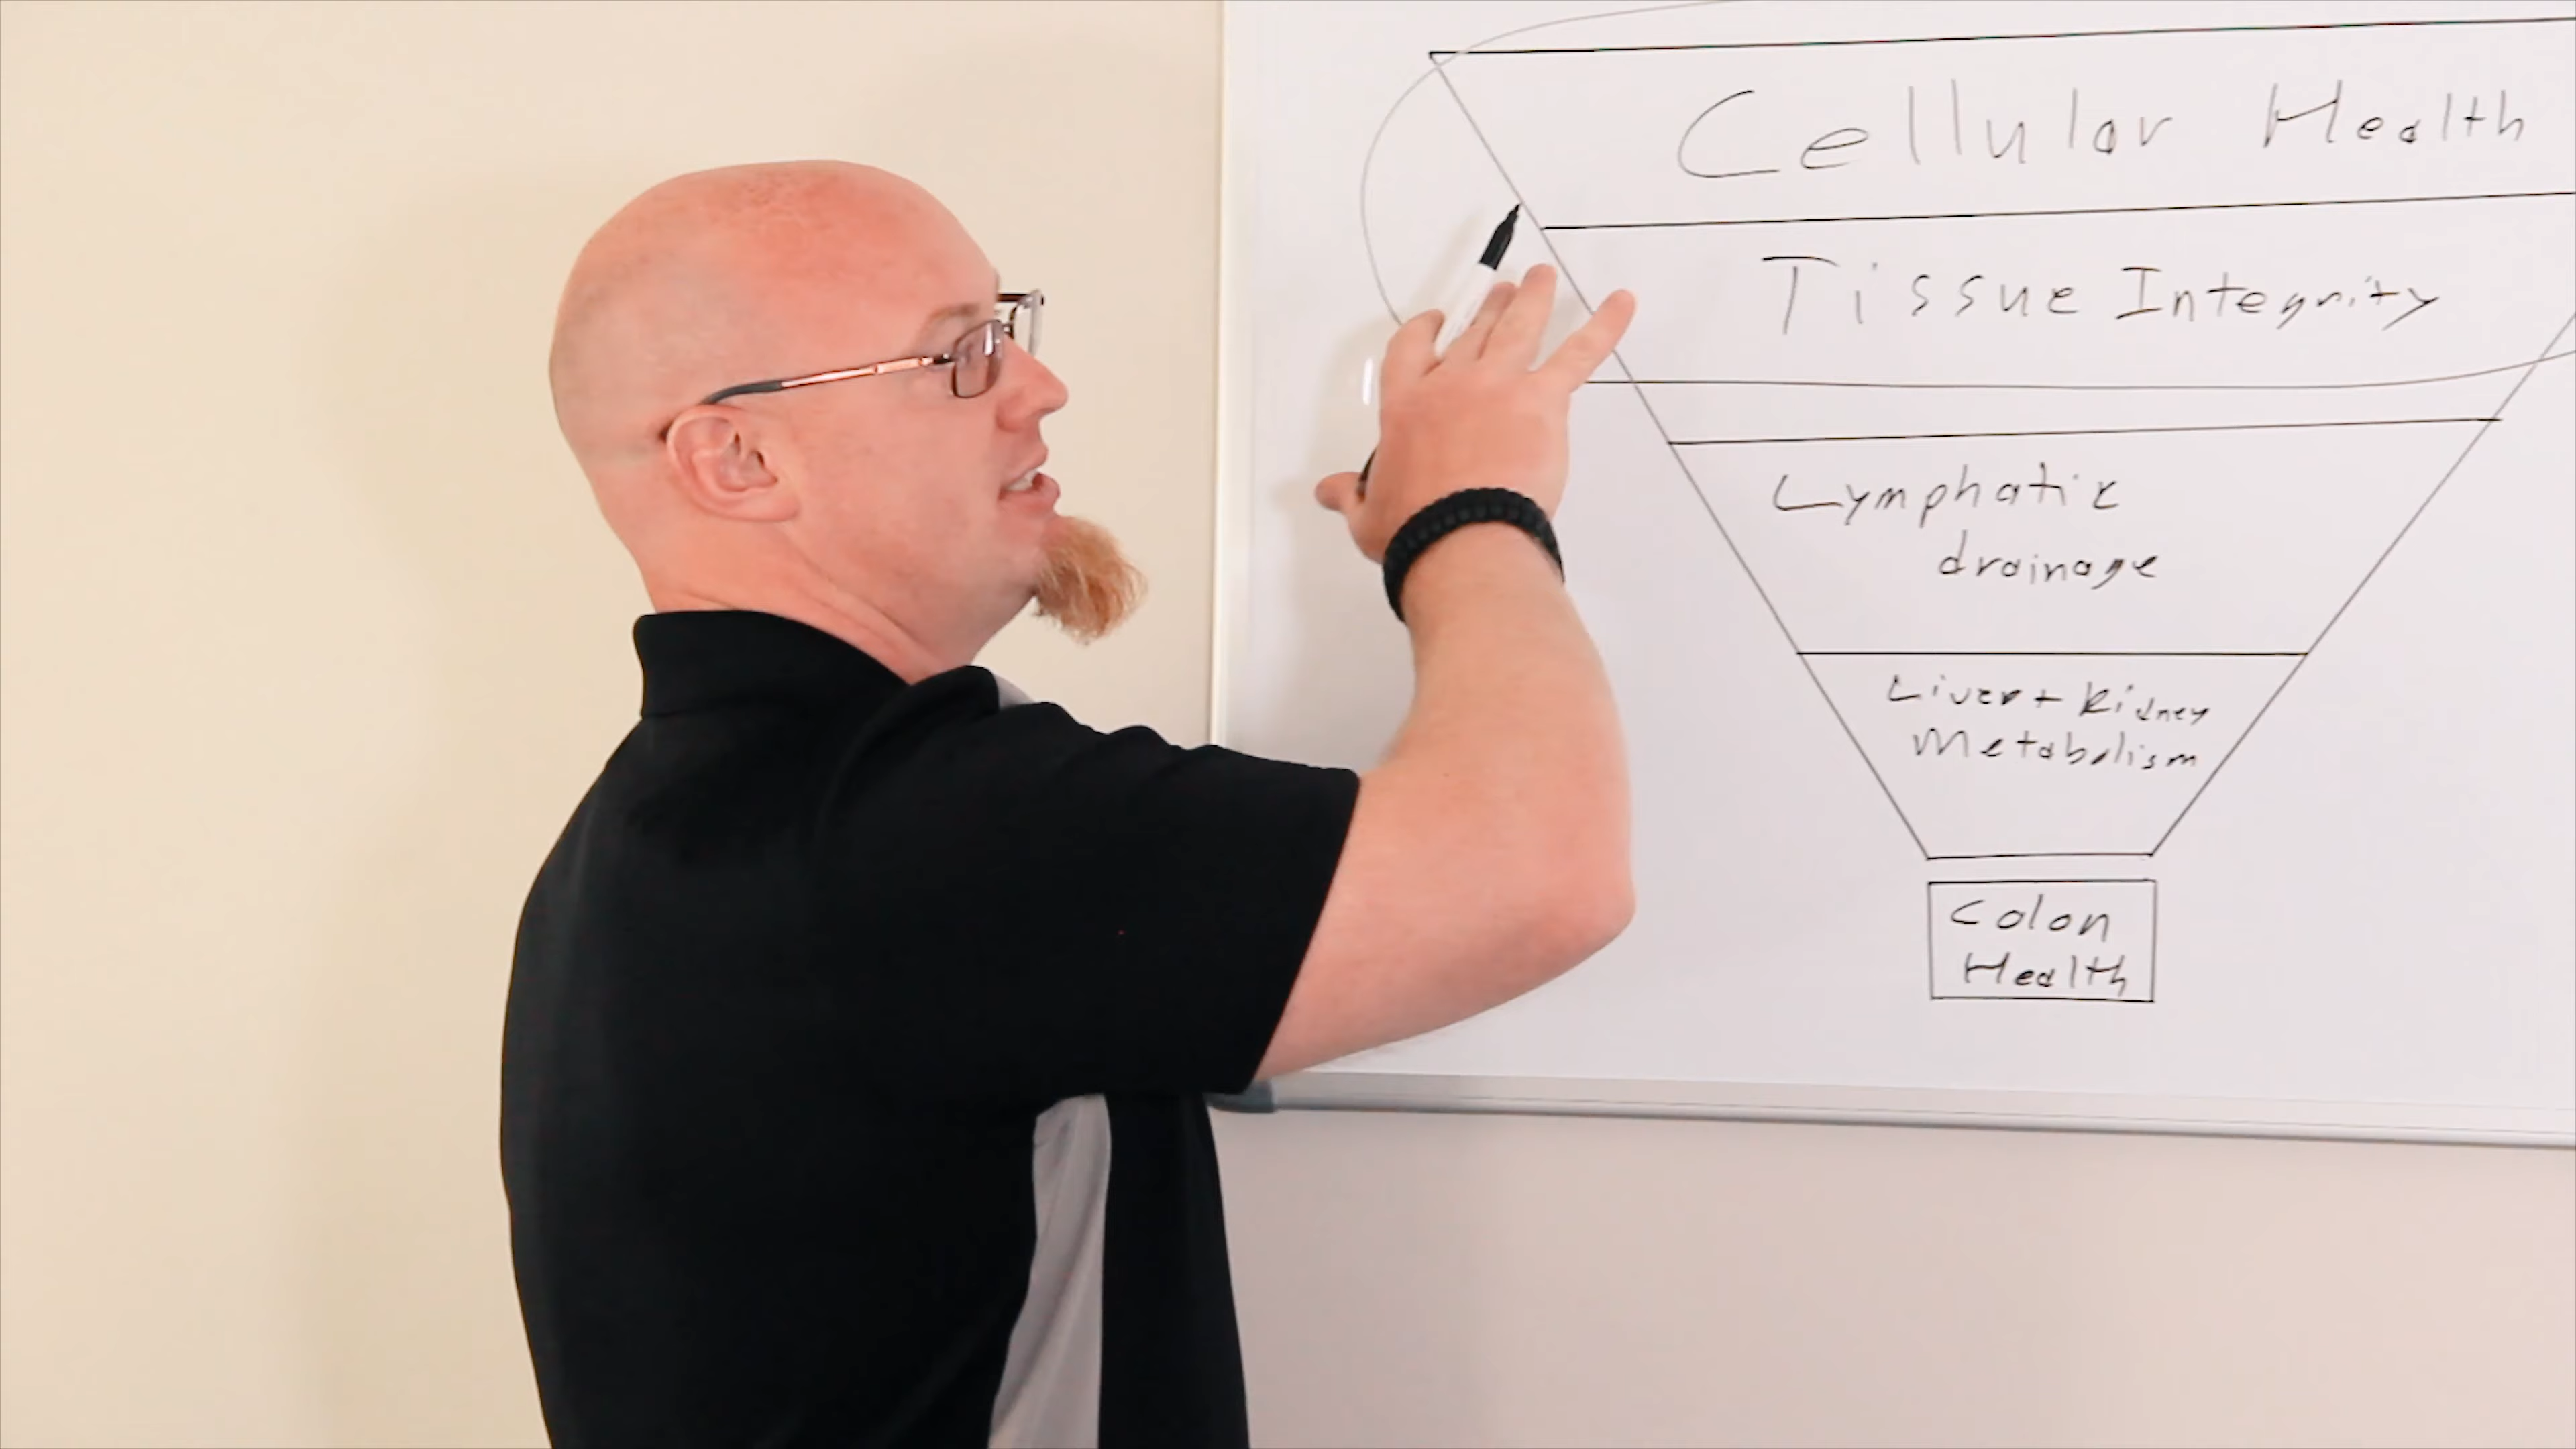 Cellular Health
Tissue Integrity
Lymphatic
drainage
Liver + Kidney
Metabolism
Colon
Health